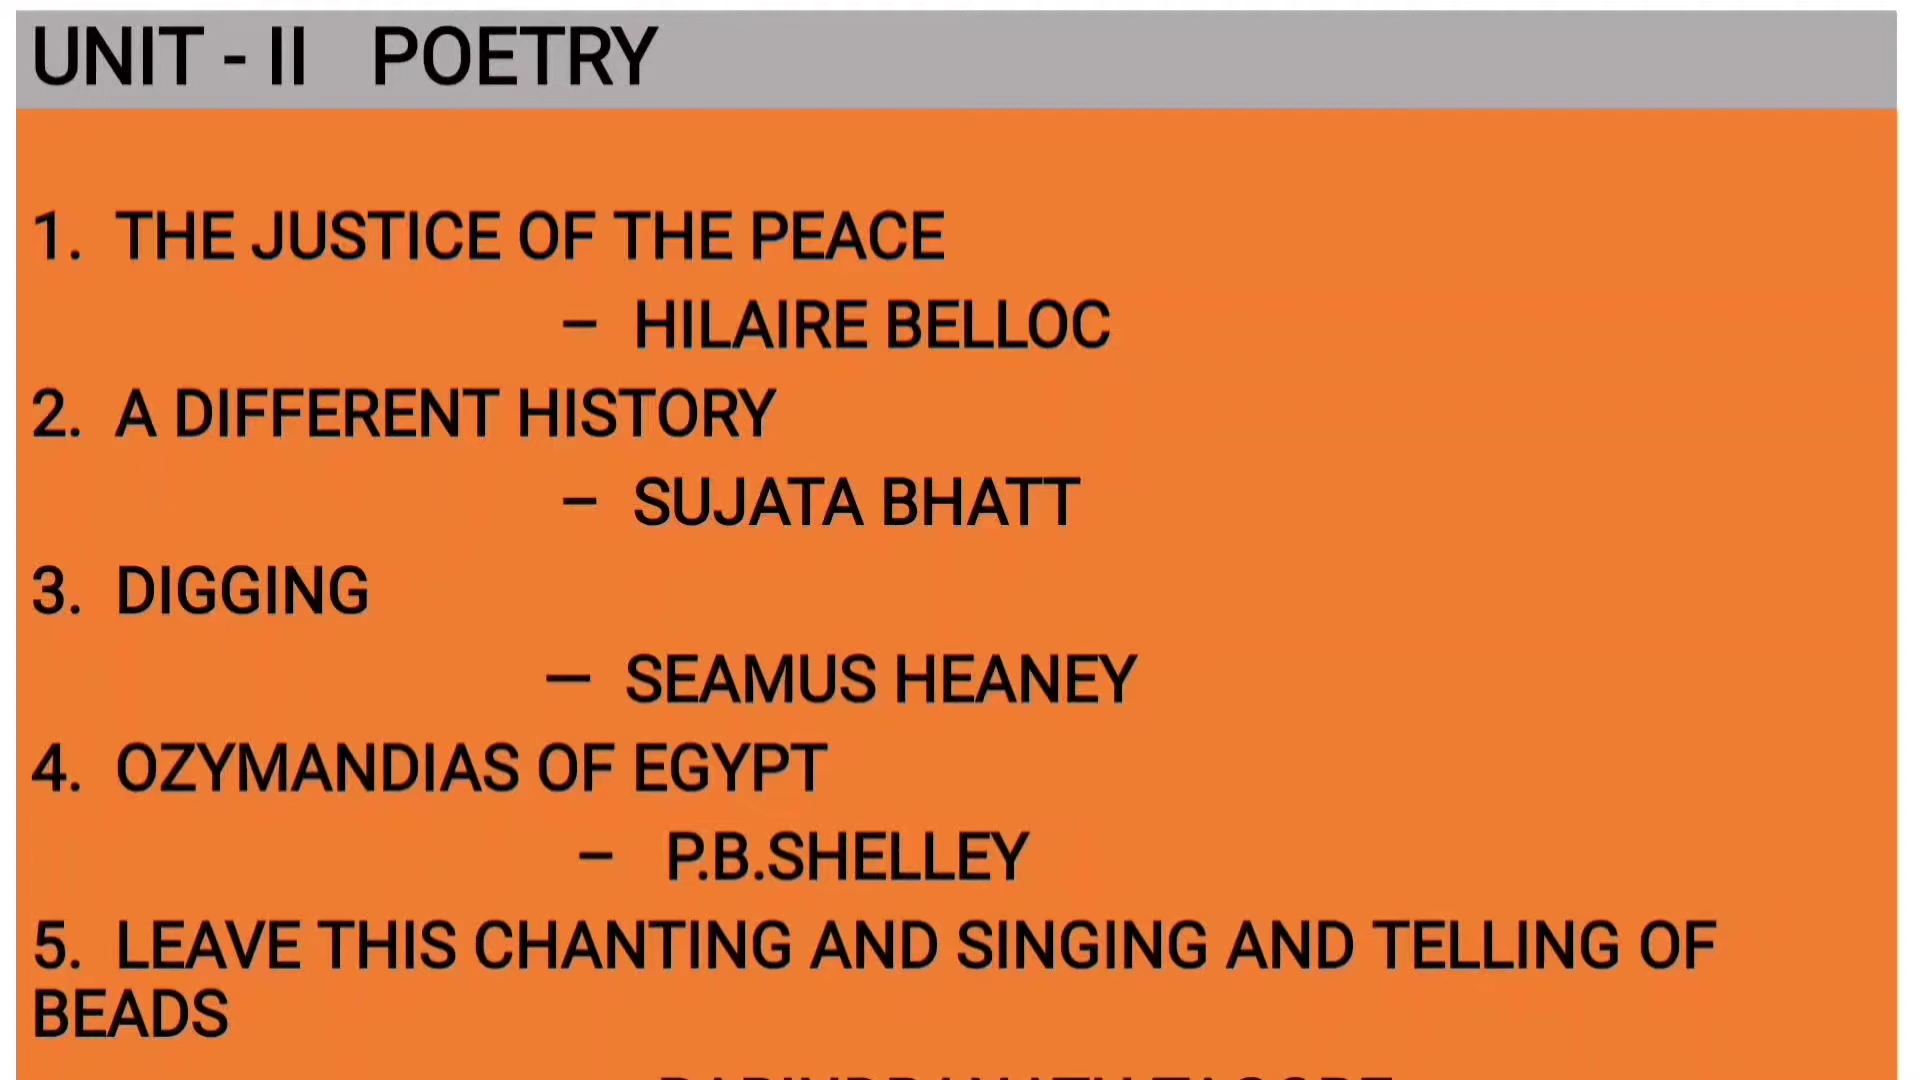 UNIT - II POETRY
1. THE JUSTICE OF THE PEACE
– HILAIRE BELLOC
2. A DIFFERENT HISTORY
– SUJATA BHATT
3. DIGGING
— SEAMUS HEANEY
4. OZYMANDIAS OF EGYPT
– P.B.SHELLEY
5. LEAVE THIS CHANTING AND SINGING AND TELLING OF
BEADS